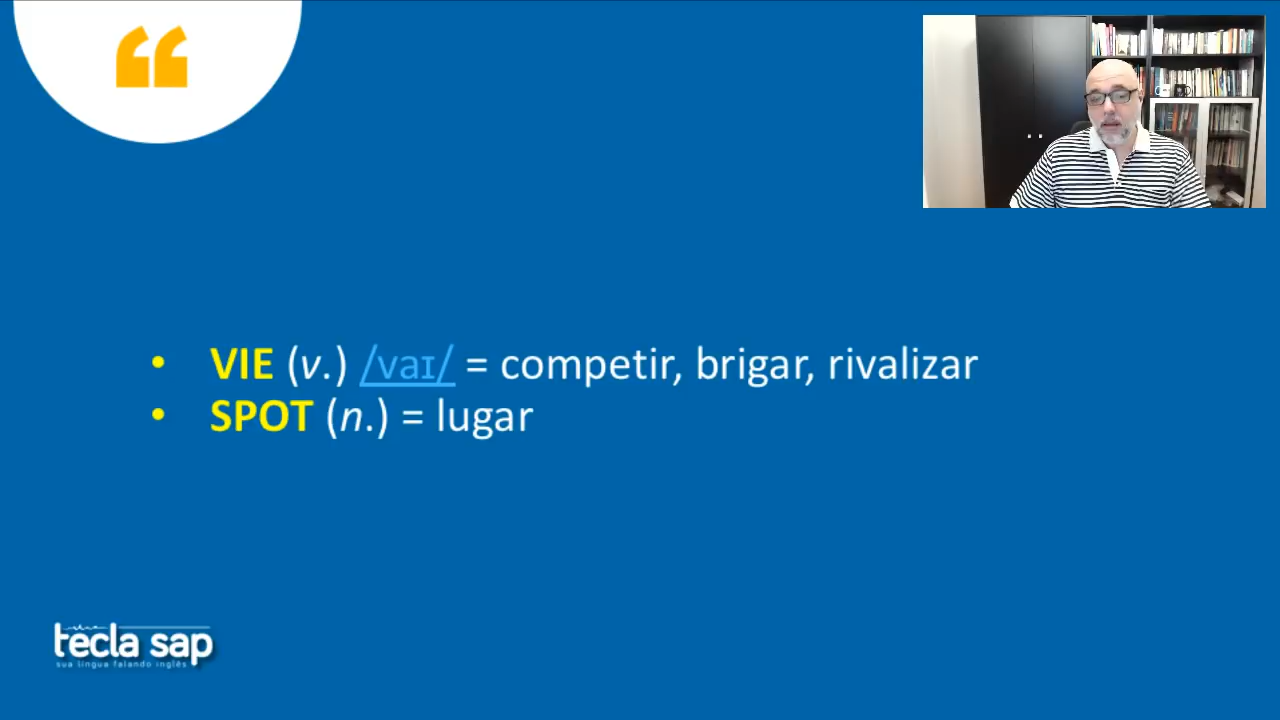 “
• VIE (v.) /vaɪ/ = competir, brigar, rivalizar
• SPOT (n.) = lugar
tecla sap
sua língua falando inglês